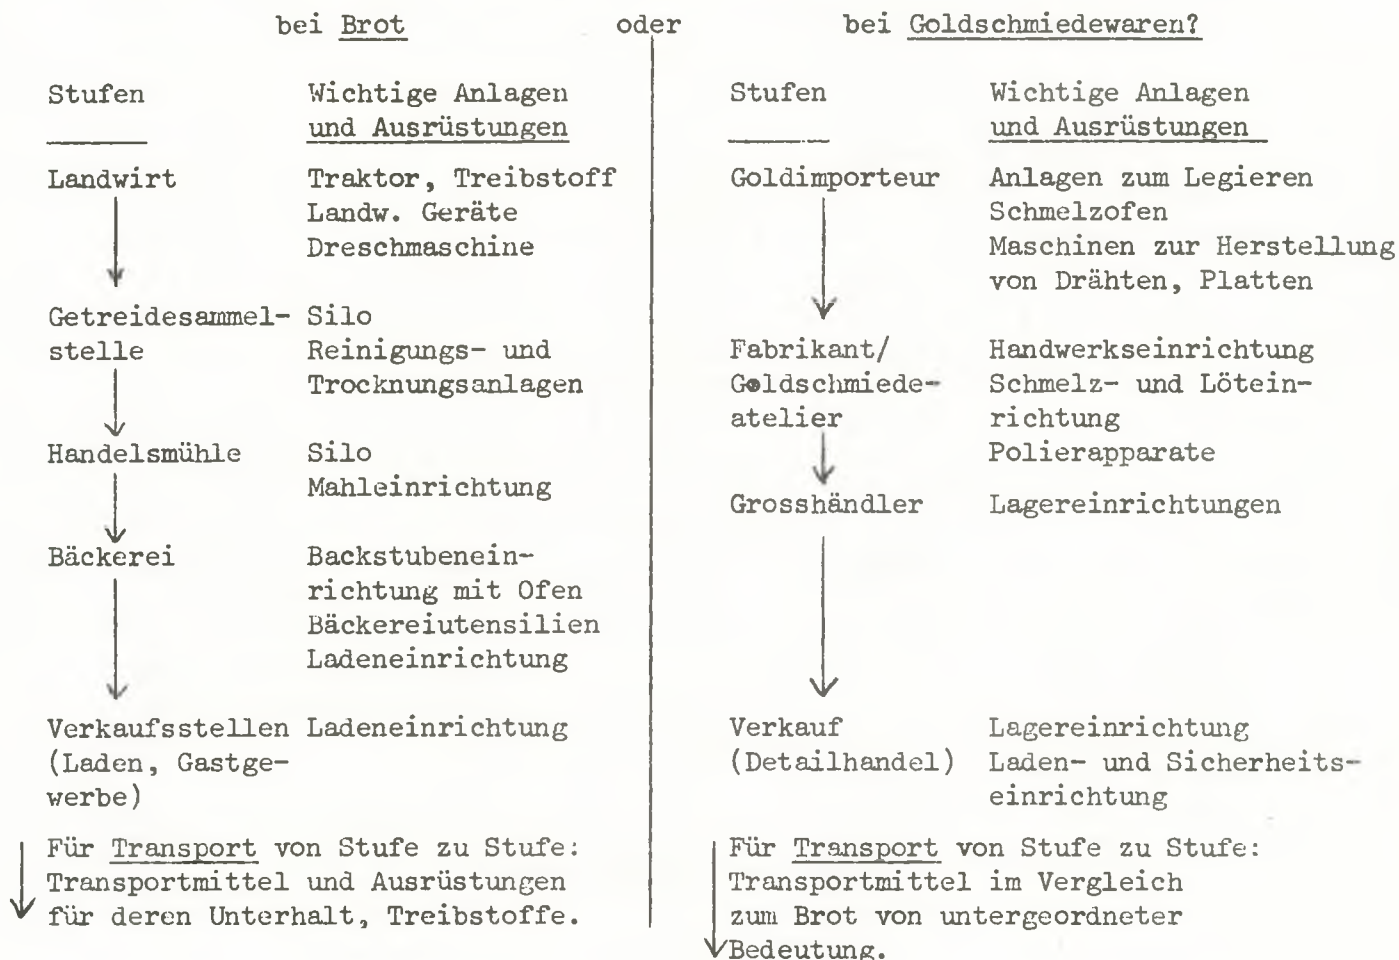 bei Brot oder bei Goldschmiedewaren?
Stufen Wichtige Anlagen
und Ausrüstungen
Landwirt Traktor, Treibstoff
Landw. Geräte
Dreschmaschine
Getreidesammel- Silo
stelle Reinigungs- und
Trocknungsanlagen
Handelsmühle Silo
Mahleinrichtung
Bäckerei Backstubenein-
richtung mit Ofen
Bäckereiutensilien
Ladeneinrichtung
Verkaufsstellen Ladeneinrichtung
(Laden, Gastge-
werbe)
Für Transport von Stufe zu Stufe:
Transportmittel und Ausrüstungen
für deren Unterhalt, Treibstoffe.
Stufen Wichtige Anlagen
und Ausrüstungen
Goldimporteur Anlagen zum Legieren
Schmelzofen
Maschinen zur Herstellung
von Drähten, Platten
Fabrikant/ Handwerkseinrichtung
Goldschmiede- Schmelz- und Lötein-
atelier richtung
Polierapparate
Grosshändler Lagereinrichtungen
Verkauf Lagereinrichtung
(Detailhandel) Laden- und Sicherheits-
einrichtung
Für Transport von Stufe zu Stufe:
Transportmittel im Vergleich
zum Brot von untergeordneter
Bedeutung.